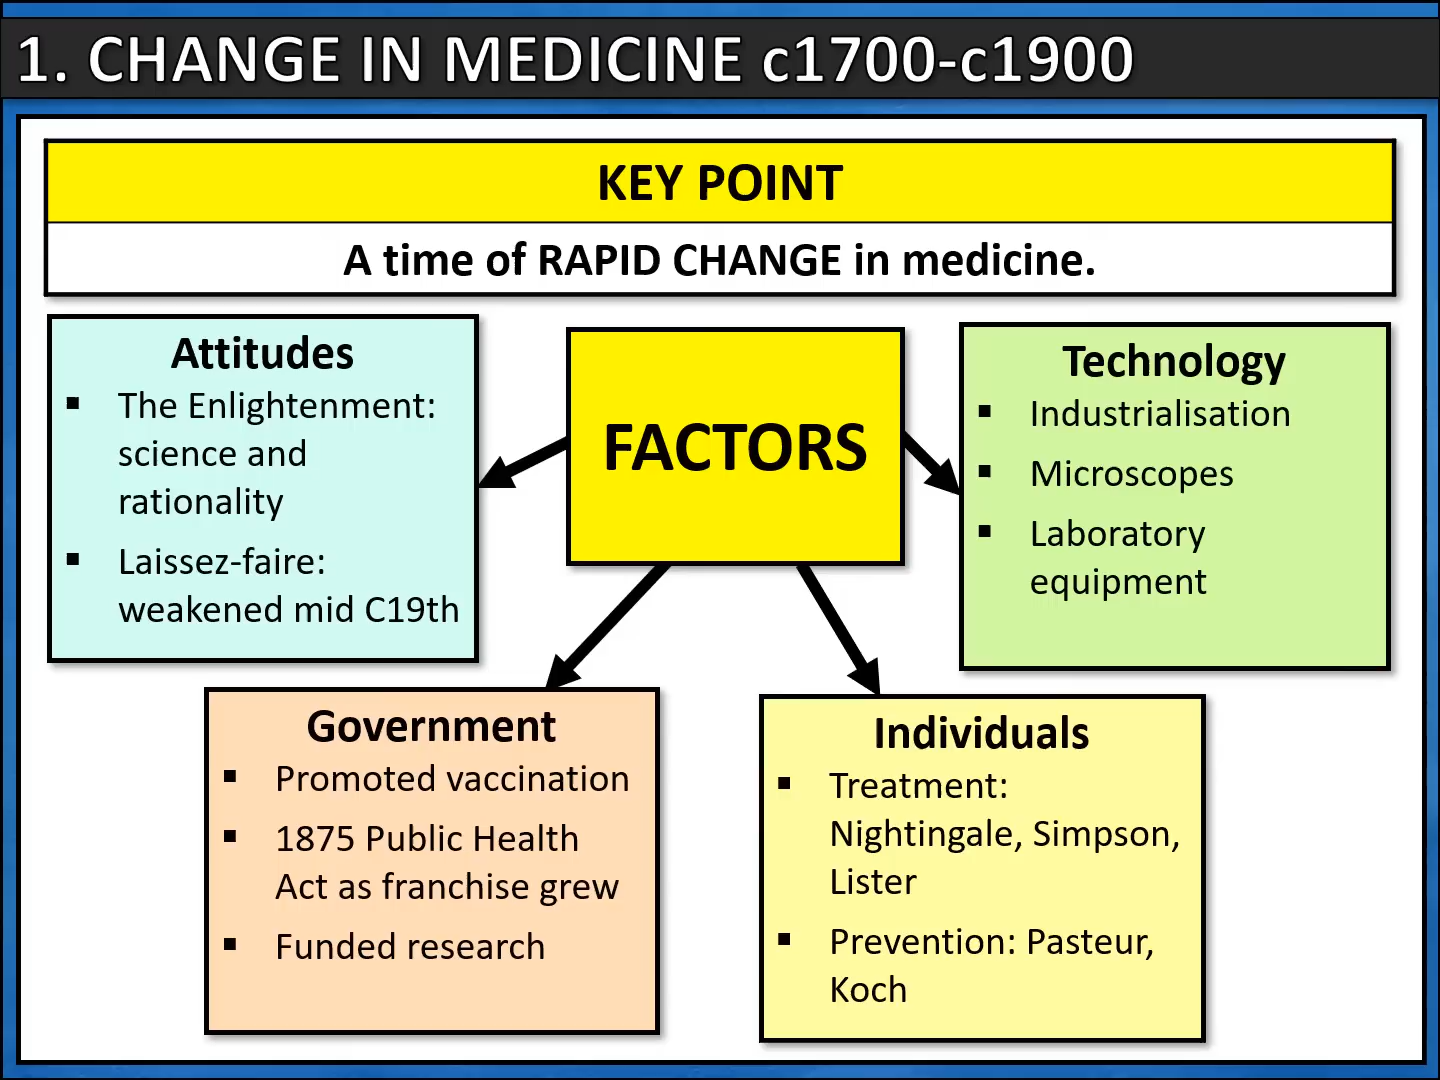 1. CHANGE IN MEDICINE c1700-c1900
KEY POINT
A time of RAPID CHANGE in medicine.
Attitudes
▪ The Enlightenment:
science and
rationality
▪ Laissez-faire:
weakened mid C19th
FACTORS
Technology
▪ Industrialisation
▪ Microscopes
▪ Laboratory
equipment
Government
▪ Promoted vaccination
▪ 1875 Public Health
Act as franchise grew
▪ Funded research
Individuals
▪ Treatment:
Nightingale, Simpson,
Lister
▪ Prevention: Pasteur,
Koch